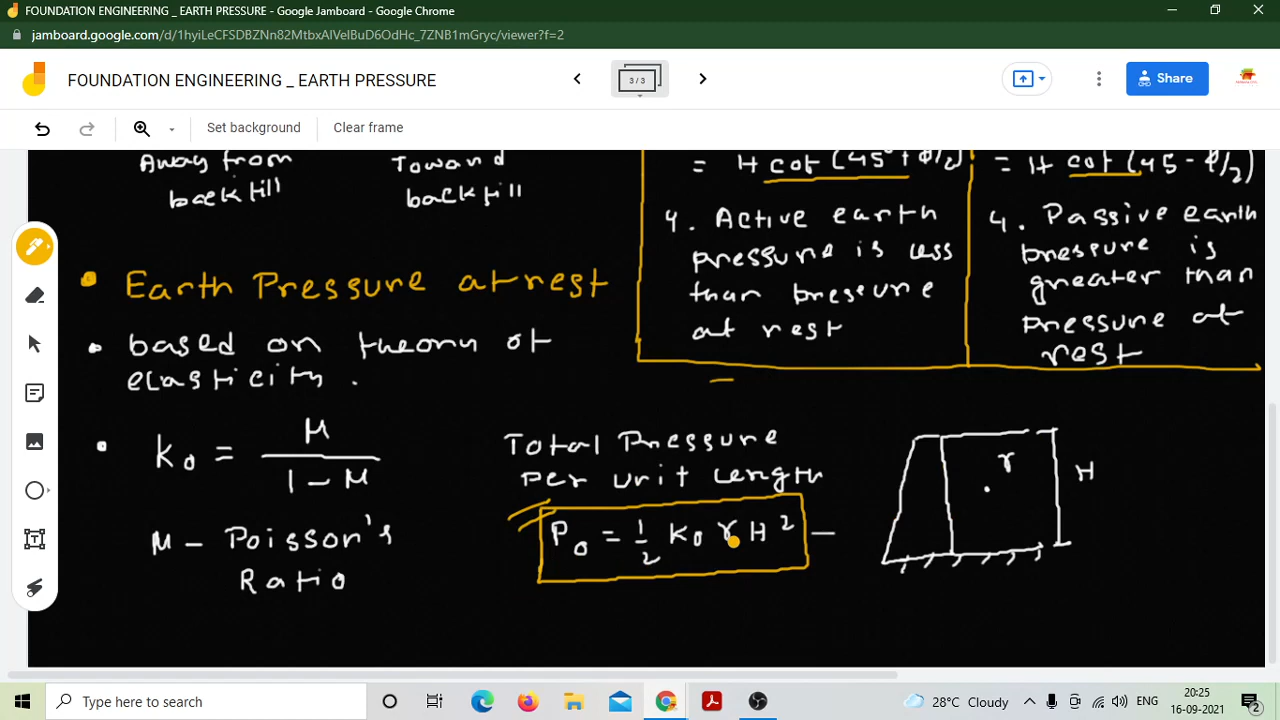 FOUNDATION ENGINEERING _ EARTH PRESSURE - Google Jamboard - Google Chrome
jamboard.google.com/d/1hyiLeCFSDBZNn82MtbxAIVelBuD6OdHc_7ZNB1mGryc/viewer?f=2
FOUNDATION ENGINEERING _ EARTH PRESSURE
3 / 3
Share
Set background
Clear frame
Away from
backfill
Toward
backfill
= H cot (45° + φ/2)
4. Active earth
pressure is less
than pressure
at rest
= H cot (45 - φ/2)
4. Passive earth
pressure is
greater than
pressure at
rest
Earth Pressure at rest
based on theory of
elasticity.
K0 = μ / 1 - μ
μ - Poisson's
Ratio
Total Pressure
per unit length
P0 = 1/2 K0 γ H² -
γ
H
Type here to search
28°C Cloudy
ENG
20:25
16-09-2021
2